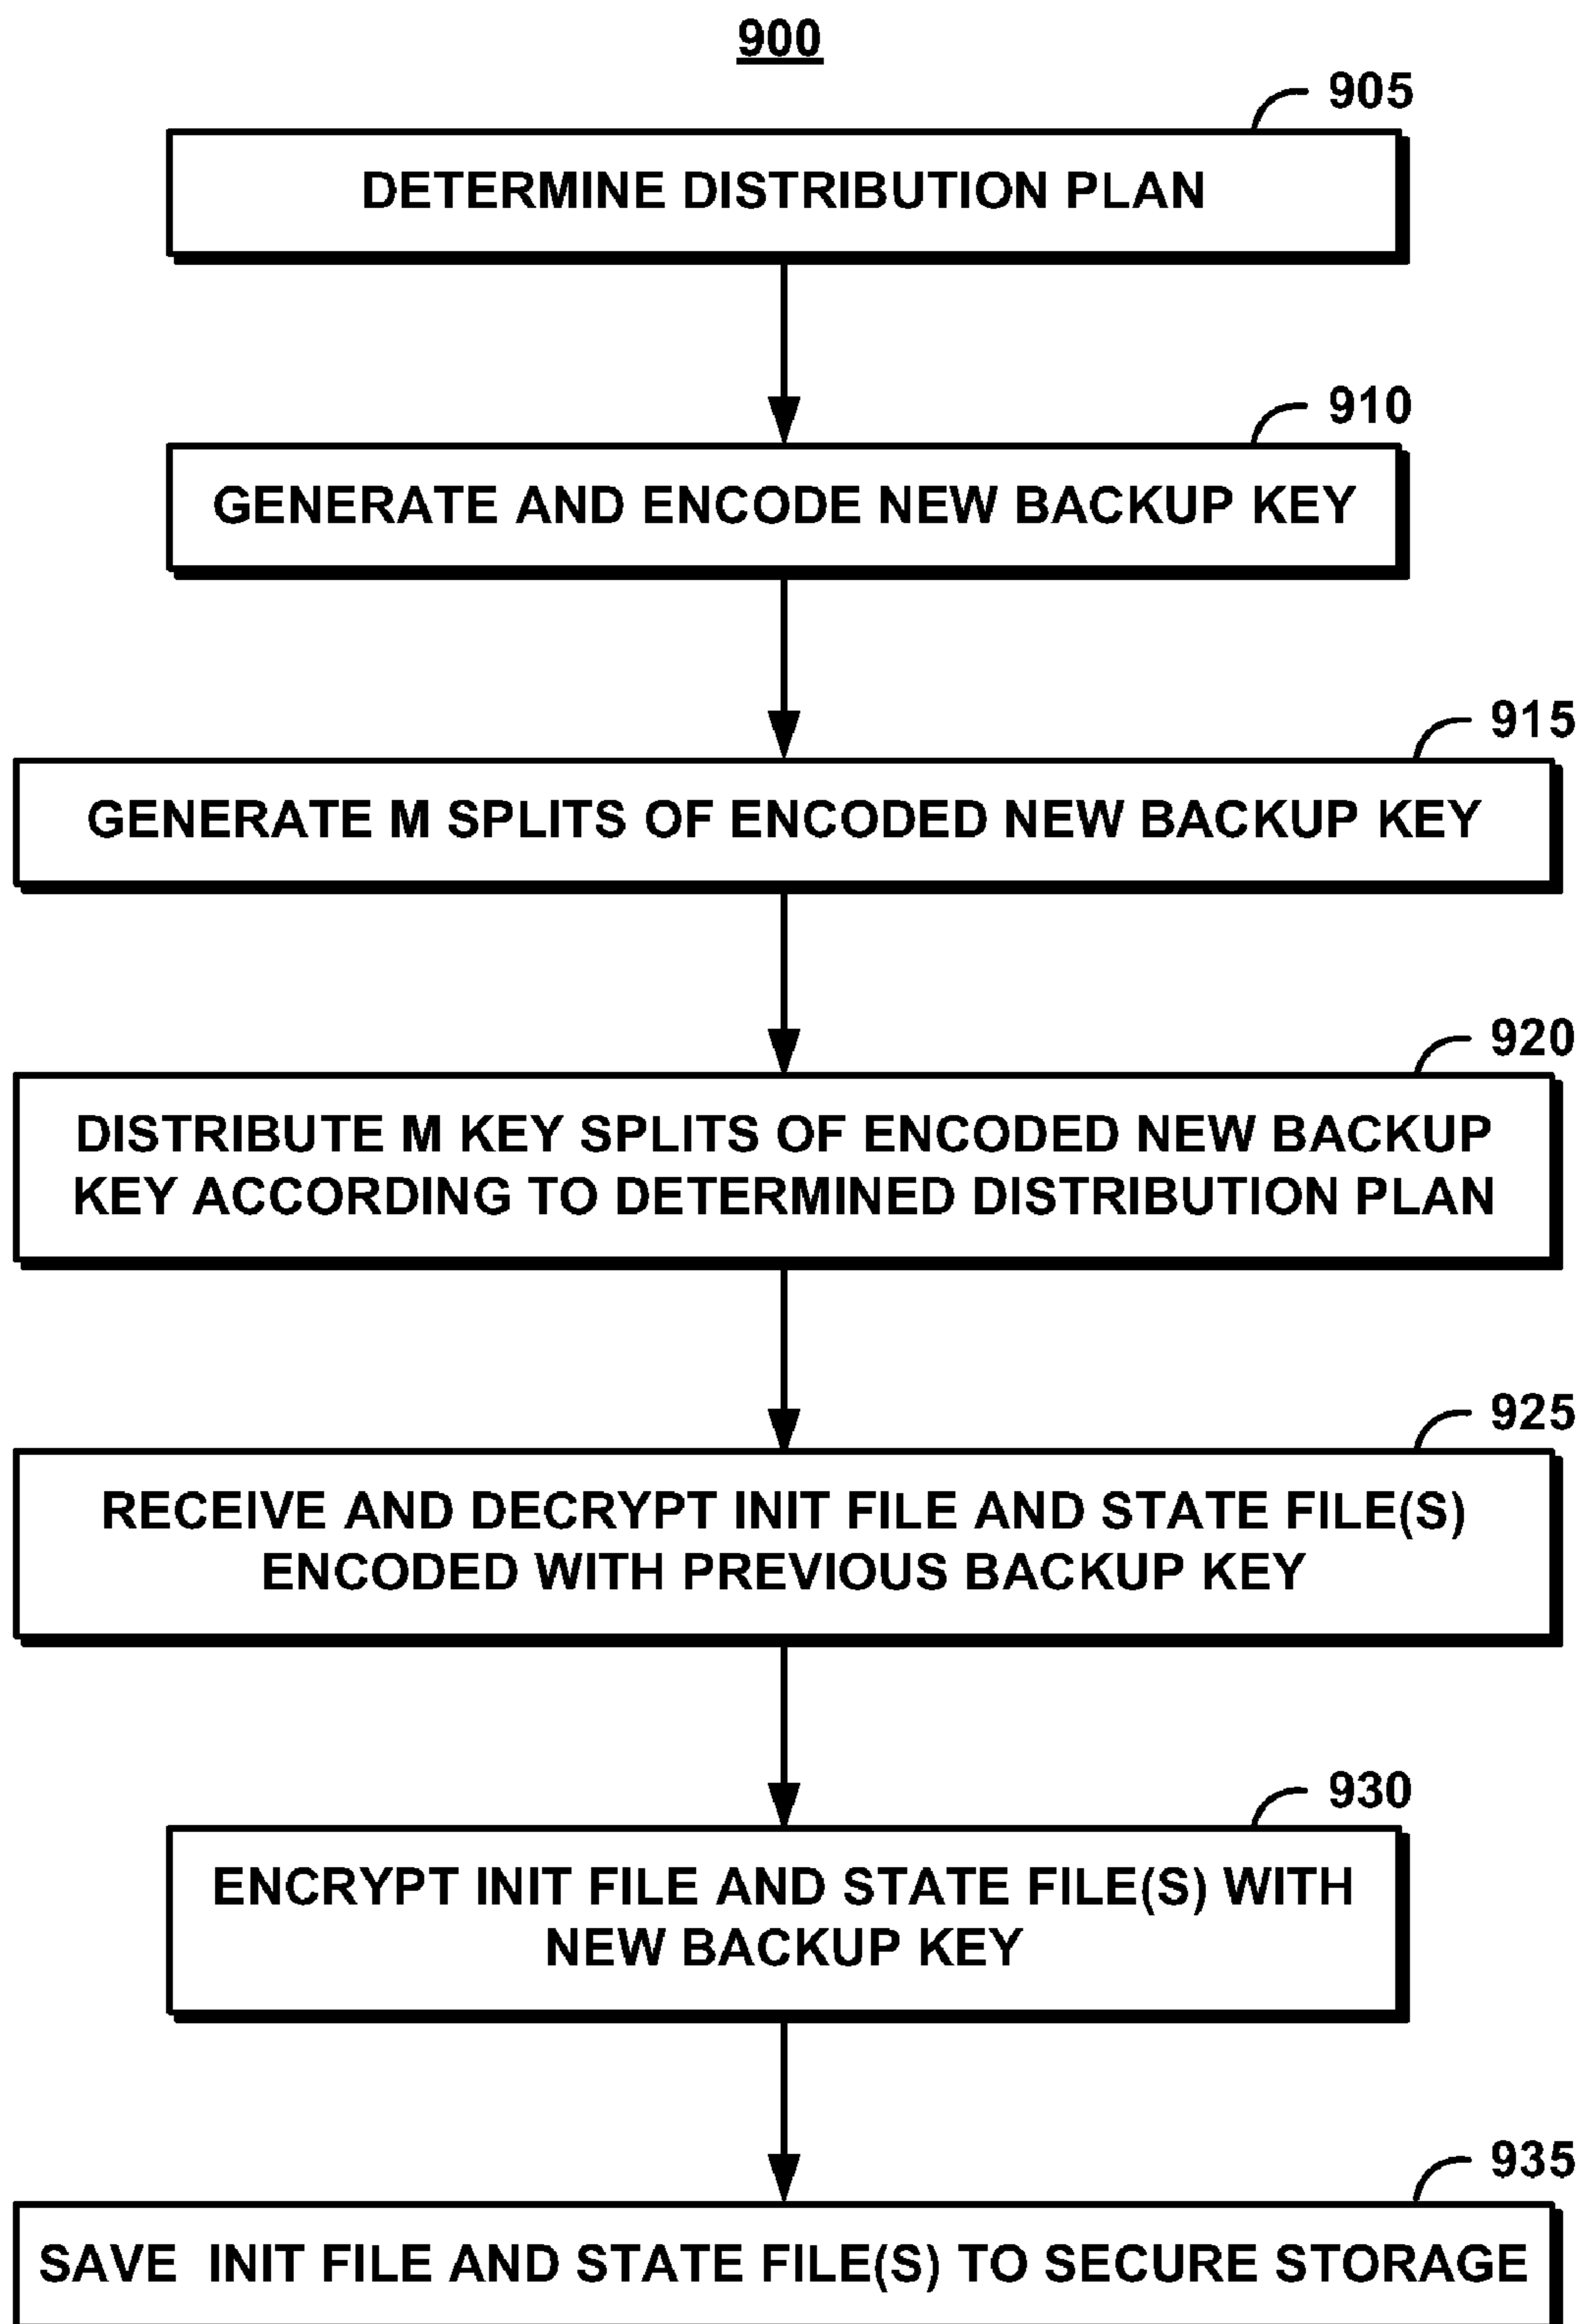 900
905
DETERMINE DISTRIBUTION PLAN
910
GENERATE AND ENCODE NEW BACKUP KEY
915
GENERATE M SPLITS OF ENCODED NEW BACKUP KEY
920
DISTRIBUTE M KEY SPLITS OF ENCODED NEW BACKUP
KEY ACCORDING TO DETERMINED DISTRIBUTION PLAN
925
RECEIVE AND DECRYPT INIT FILE AND STATE FILE(S)
ENCODED WITH PREVIOUS BACKUP KEY
930
ENCRYPT INIT FILE AND STATE FILE(S) WITH
NEW BACKUP KEY
935
SAVE INIT FILE AND STATE FILE(S) TO SECURE STORAGE